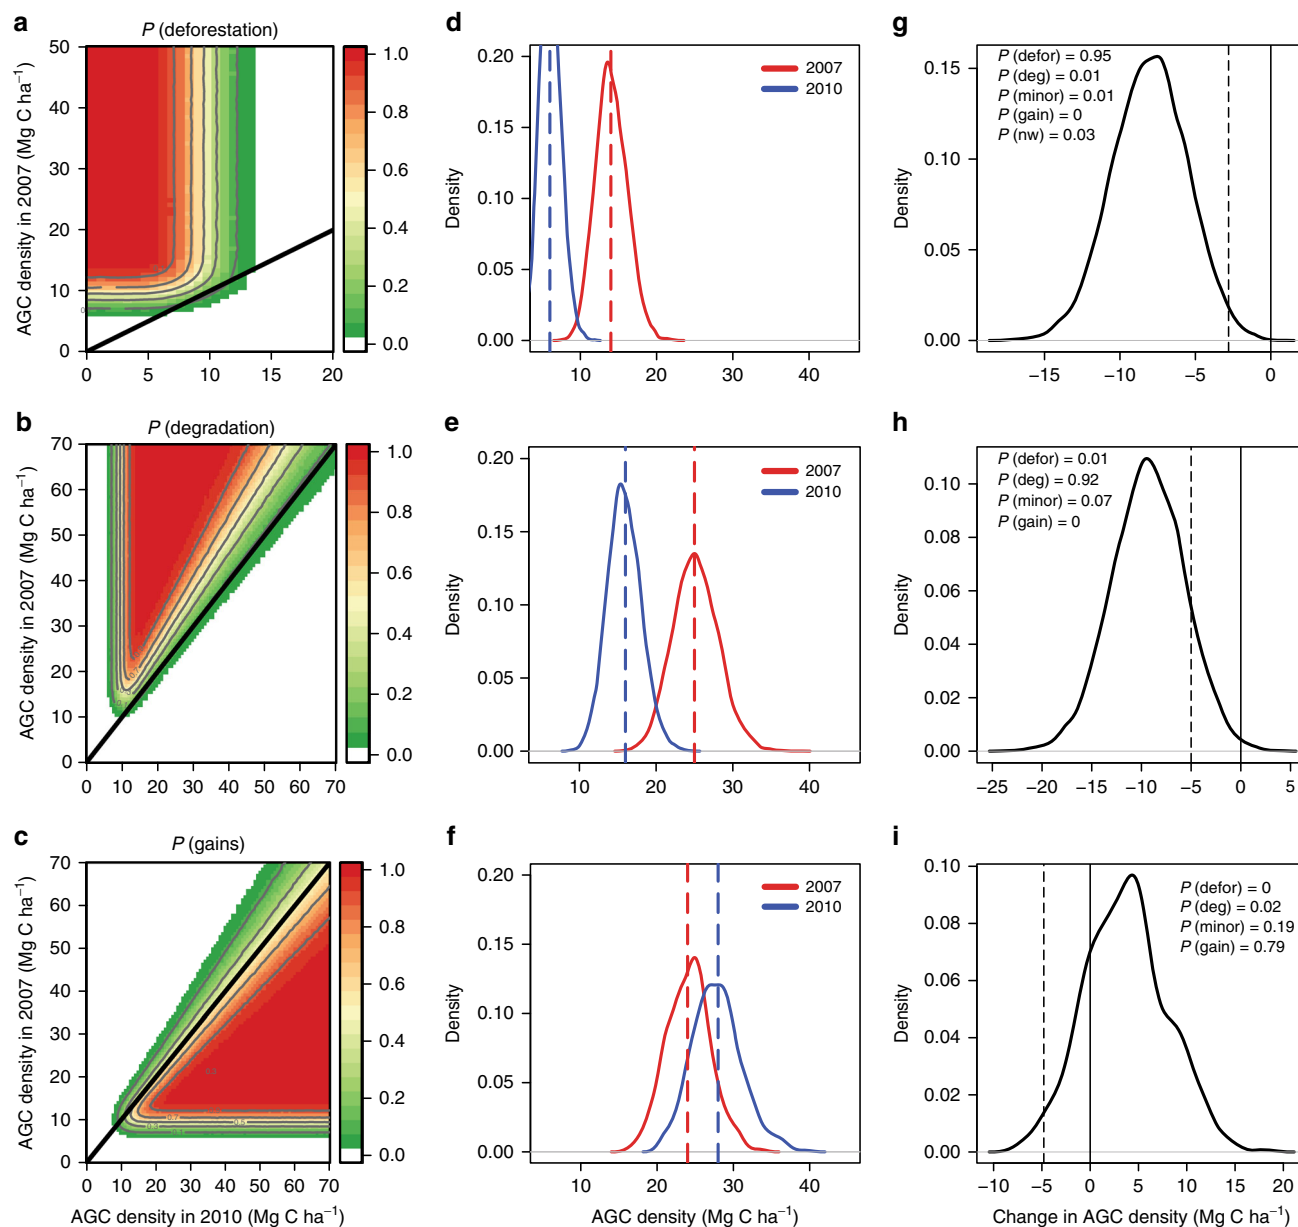 a
P (deforestation)
AGC density in 2007 (Mg C ha⁻¹)
50
40
30
20
10
0
0 5 10 15 20
1.0
0.8
0.6
0.4
0.2
0.0
d
Density
0.20
0.15
0.10
0.05
0.00
10 20 30 40
2007
2010
g
Density
0.15
0.10
0.05
0.00
−15 −10 −5 0
P (defor) = 0.95
P (deg) = 0.01
P (minor) = 0.01
P (gain) = 0
P (nw) = 0.03
b
P (degradation)
AGC density in 2007 (Mg C ha⁻¹)
70
60
50
40
30
20
10
0
0 10 20 30 40 50 60 70
1.0
0.8
0.6
0.4
0.2
0.0
e
Density
0.20
0.15
0.10
0.05
0.00
10 20 30 40
2007
2010
h
Density
0.10
0.08
0.06
0.04
0.02
0.00
−25 −20 −15 −10 −5 0 5
P (defor) = 0.01
P (deg) = 0.92
P (minor) = 0.07
P (gain) = 0
c
P (gains)
AGC density in 2007 (Mg C ha⁻¹)
70
60
50
40
30
20
10
0
0 10 20 30 40 50 60 70
AGC density in 2010 (Mg C ha⁻¹)
1.0
0.8
0.6
0.4
0.2
0.0
f
Density
0.20
0.15
0.10
0.05
0.00
10 20 30 40
AGC density (Mg C ha⁻¹)
2007
2010
i
Density
0.10
0.08
0.06
0.04
0.02
0.00
−10 −5 0 5 10 15 20
Change in AGC density (Mg C ha⁻¹)
P (defor) = 0
P (deg) = 0.02
P (minor) = 0.19
P (gain) = 0.79